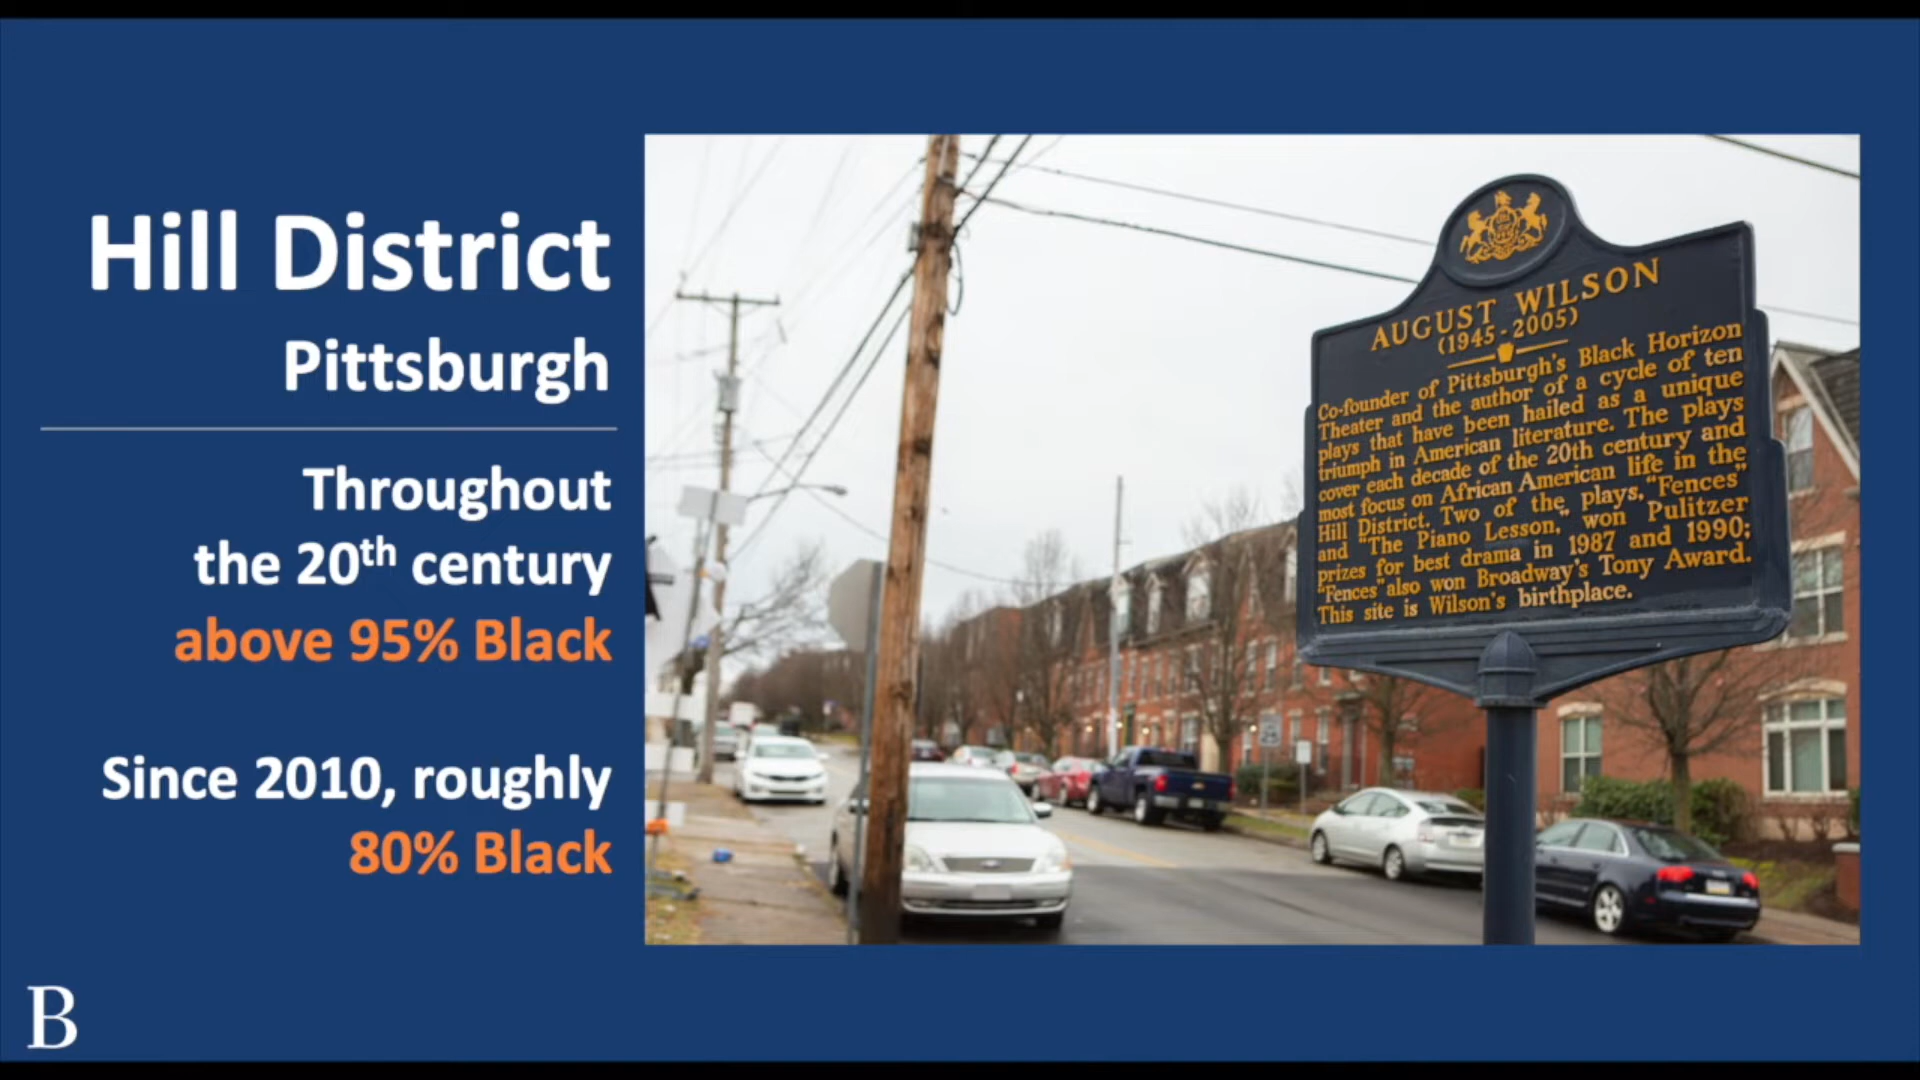 Hill District
Pittsburgh
Throughout
the 20th century
above 95% Black
Since 2010, roughly
80% Black
B
AUGUST WILSON
(1945-2005)
Co-founder of Pittsburgh's Black Horizon
Theater and the author of a cycle of ten
plays that have been hailed as a unique
triumph in American literature. The plays
cover each decade of the 20th century and
most focus on African American life in the
Hill District. Two of the plays, "Fences"
and "The Piano Lesson," won Pulitzer
prizes for best drama in 1987 and 1990;
"Fences" also won Broadway's Tony Award.
This site is Wilson's birthplace.
25